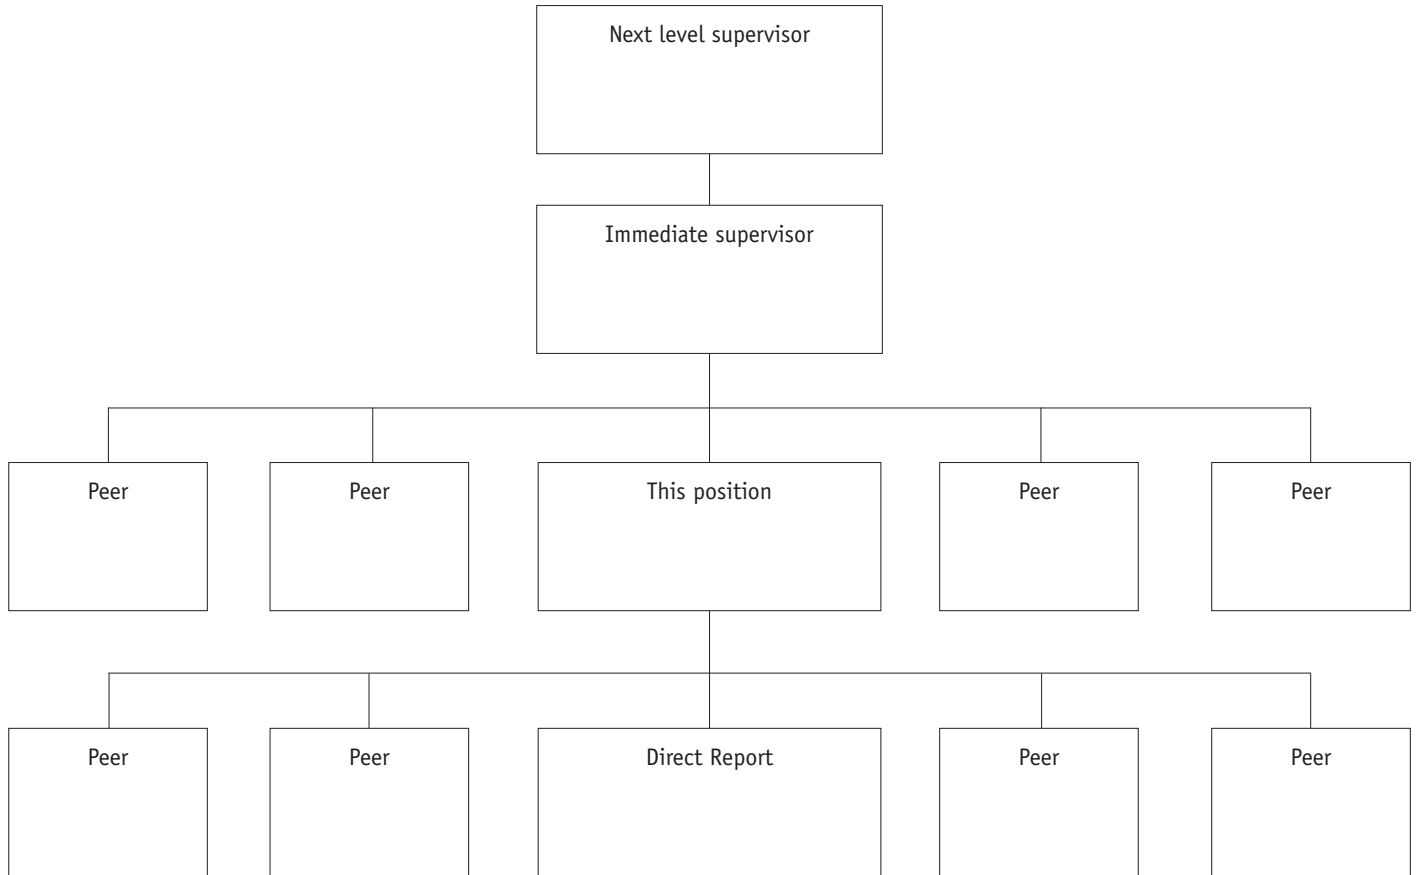 Next level supervisor
Immediate supervisor
Peer
Peer
This position
Peer
Peer
Peer
Peer
Direct Report
Peer
Peer